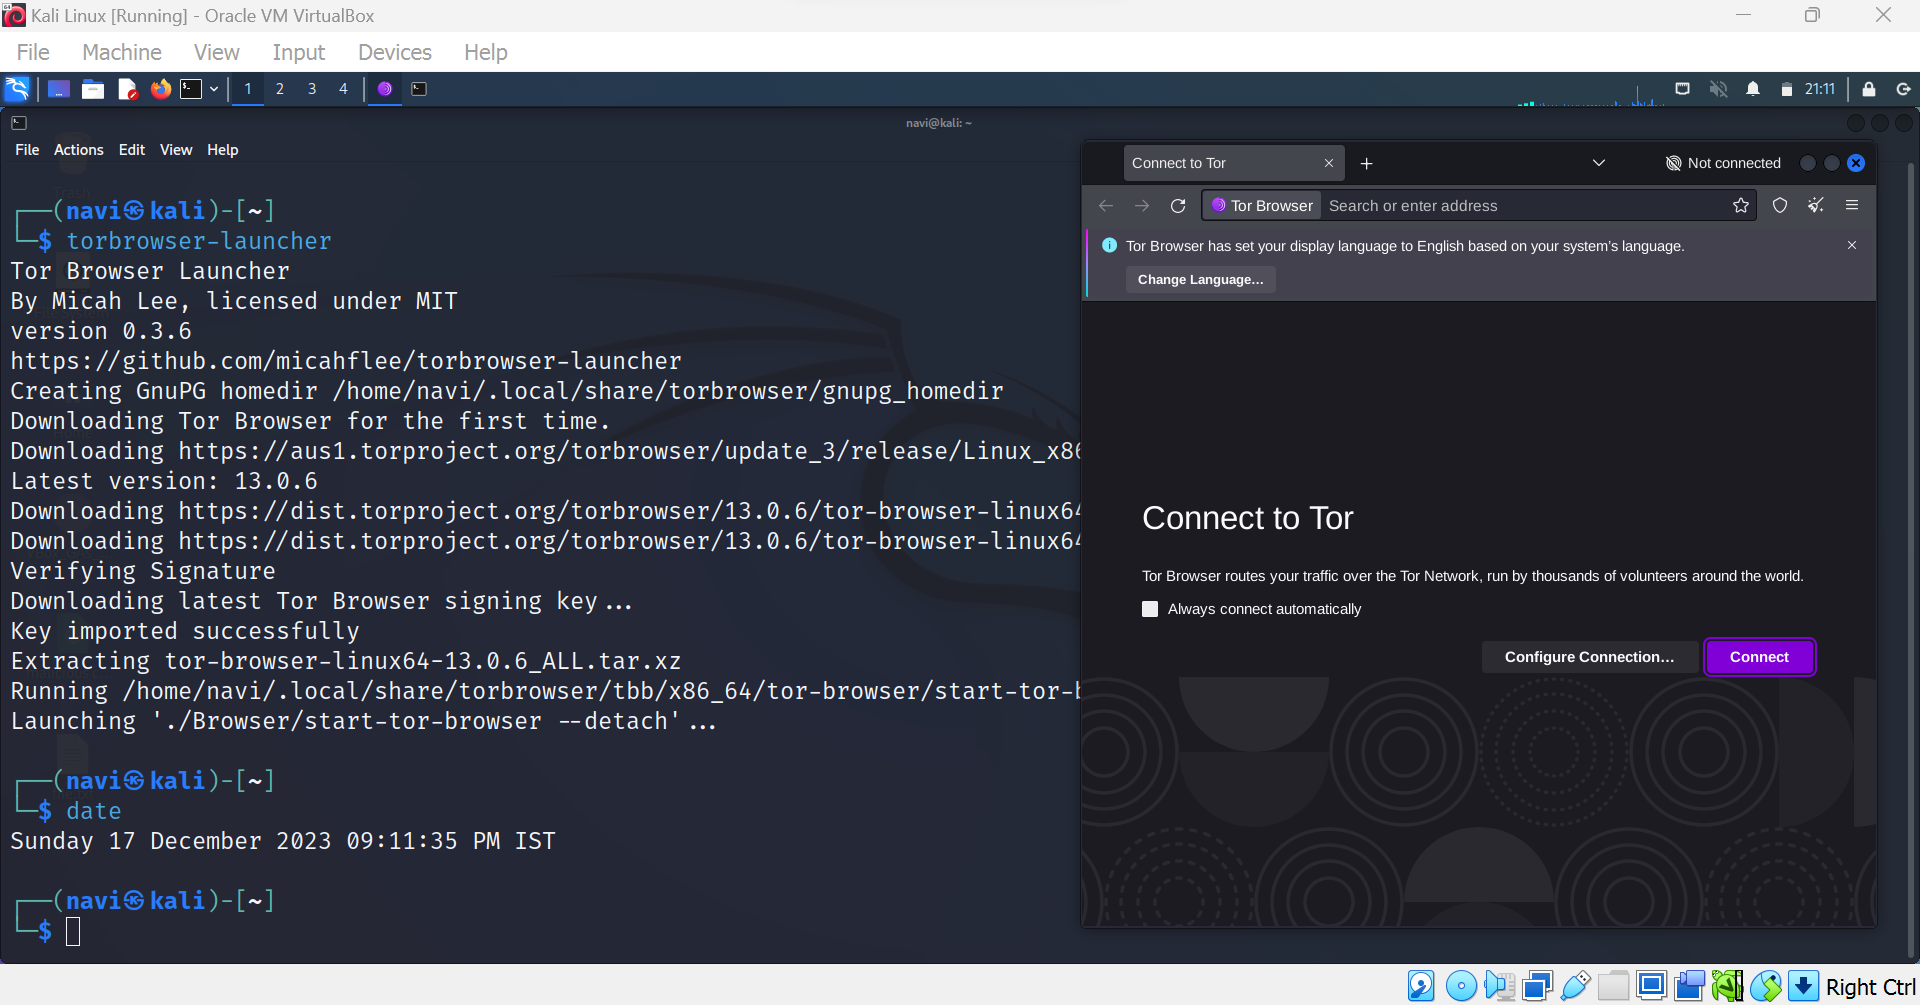 Kali Linux [Running] - Oracle VM VirtualBox
File Machine View Input Devices Help
1 2 3 4 21:11
navi@kali: ~
File Actions Edit View Help
(navi㉿kali)-[~]
$ torbrowser-launcher
Tor Browser Launcher
By Micah Lee, licensed under MIT
version 0.3.6
https://github.com/micahflee/torbrowser-launcher
Creating GnuPG homedir /home/navi/.local/share/torbrowser/gnupg_homedir
Downloading Tor Browser for the first time.
Downloading https://aus1.torproject.org/torbrowser/update_3/release/Linux_x86
Latest version: 13.0.6
Downloading https://dist.torproject.org/torbrowser/13.0.6/tor-browser-linux64
Downloading https://dist.torproject.org/torbrowser/13.0.6/tor-browser-linux64
Verifying Signature
Downloading latest Tor Browser signing key...
Key imported successfully
Extracting tor-browser-linux64-13.0.6_ALL.tar.xz
Running /home/navi/.local/share/torbrowser/tbb/x86_64/tor-browser/start-tor-b
Launching './Browser/start-tor-browser --detach'...
(navi㉿kali)-[~]
$ date
Sunday 17 December 2023 09:11:35 PM IST
(navi㉿kali)-[~]
$
Connect to Tor
Not connected
Tor Browser Search or enter address
Tor Browser has set your display language to English based on your system's language.
Change Language...
Connect to Tor
Tor Browser routes your traffic over the Tor Network, run by thousands of volunteers around the world.
Always connect automatically
Configure Connection... Connect
Right Ctrl